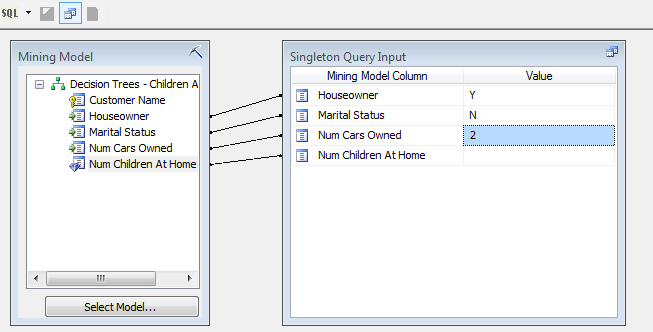 SQL
Mining Model
Decision Trees - Children A
Customer Name
Houseowner
Marital Status
Num Cars Owned
Num Children At Home
Select Model...
Singleton Query Input
Mining Model Column Value
Houseowner Y
Marital Status N
Num Cars Owned 2
Num Children At Home